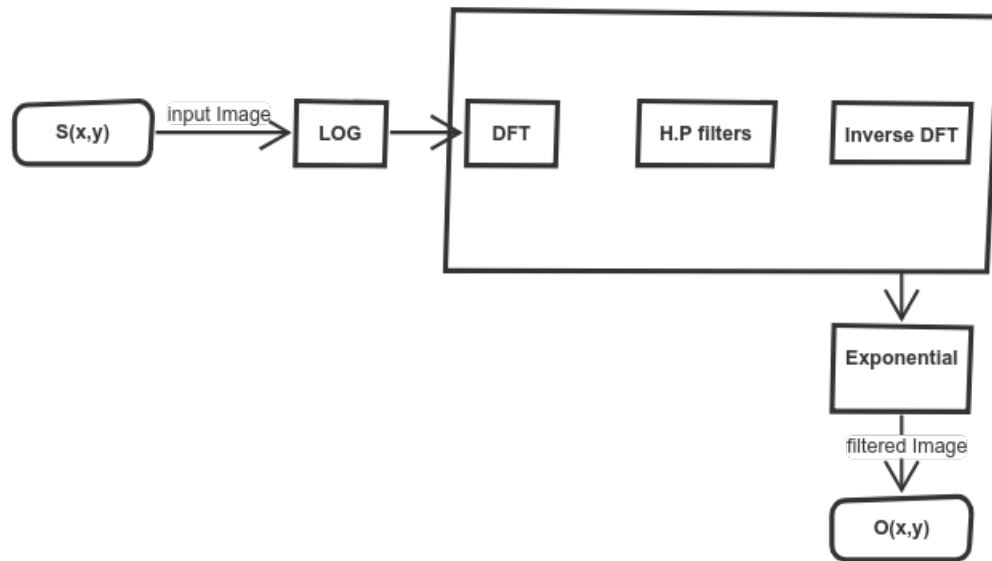 S(x,y)
input Image
LOG
DFT
H.P filters
Inverse DFT
Exponential
filtered Image
O(x,y)